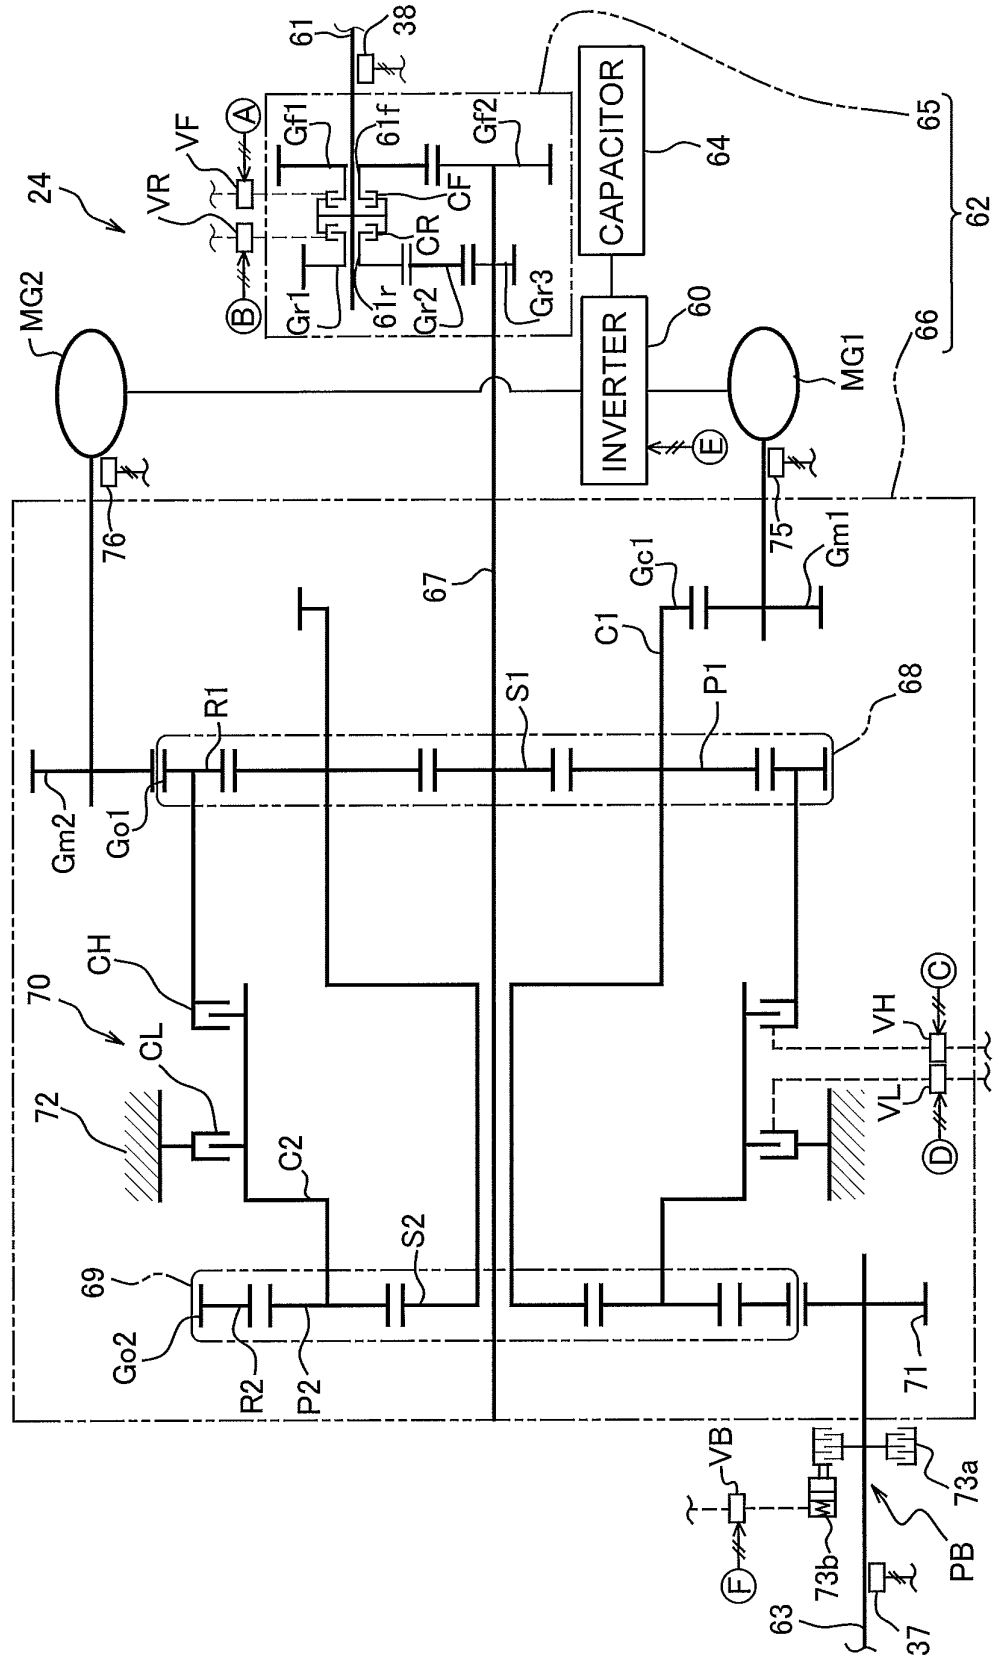 24
61
38
VF
A
VR
B
Gf1
61f
CF
CR
Gf2
Gr1
61r
Gr2
Gr3
CAPACITOR
64
65
62
66
MG2
INVERTER
60
E
MG1
76
75
67
Gc1
Gm1
C1
S1
P1
R1
68
Gm2
Go1
CH
70
CL
72
C2
S2
VH
C
VL
D
69
Go2
R2
P2
71
VB
F
73a
73b
PB
63
37